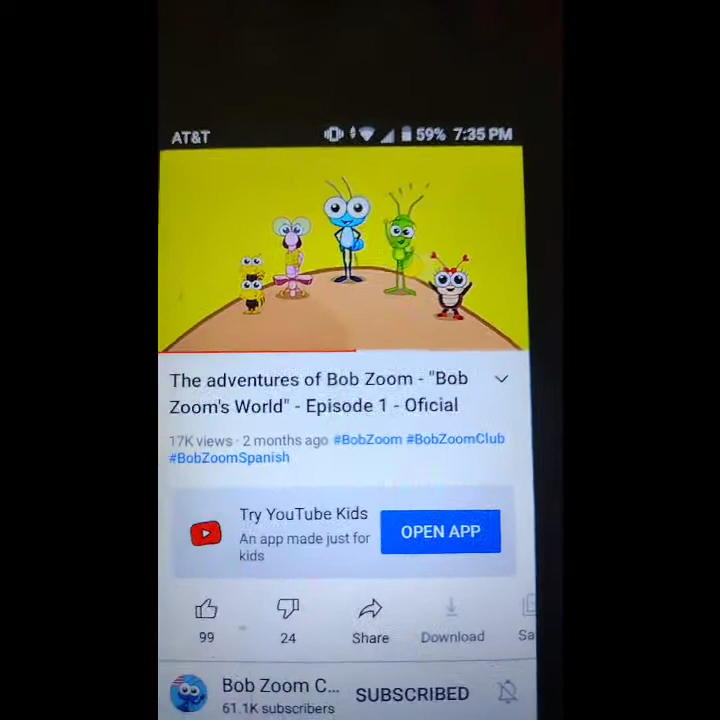 AT&T 59% 7:35 PM
The adventures of Bob Zoom - "Bob
Zoom's World" - Episode 1 - Oficial
17K views · 2 months ago #BobZoom #BobZoomClub
#BobZoomSpanish
Try YouTube Kids
An app made just for
kids
OPEN APP
99 24 Share Download Sa
Bob Zoom C... SUBSCRIBED
61.1K subscribers